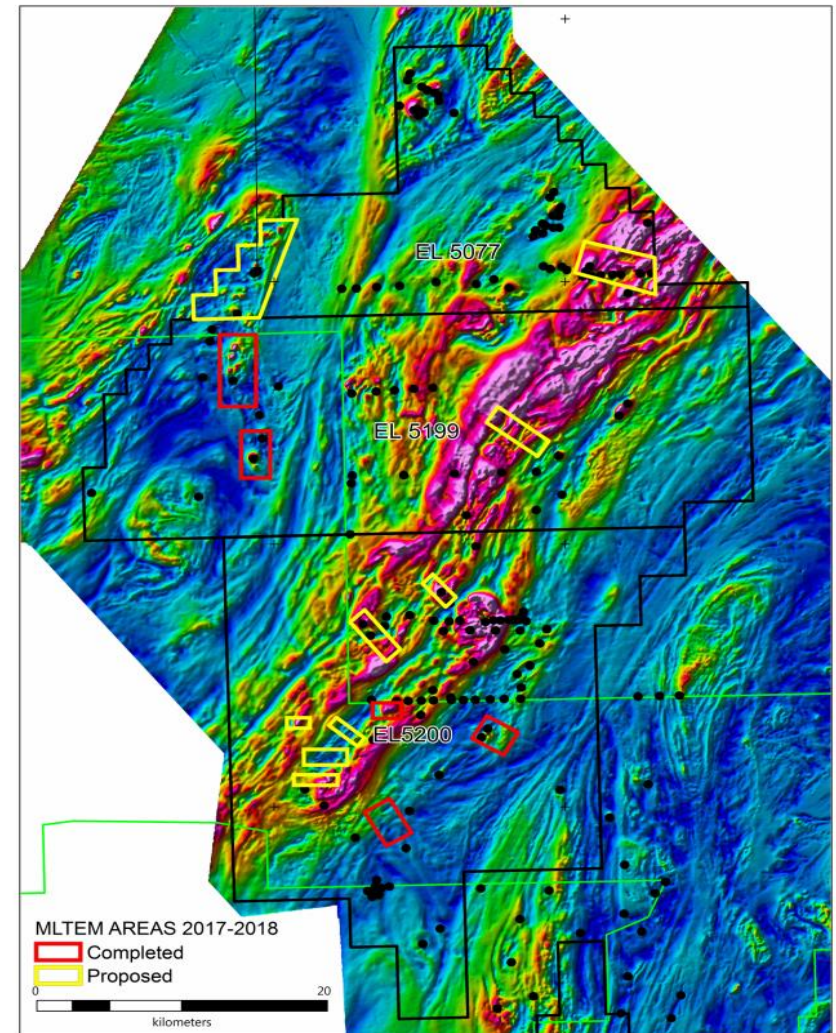 EL 5077
EL 5199
EL5200
MLTEM AREAS 2017-2018
Completed
Proposed
0 20
kilometers